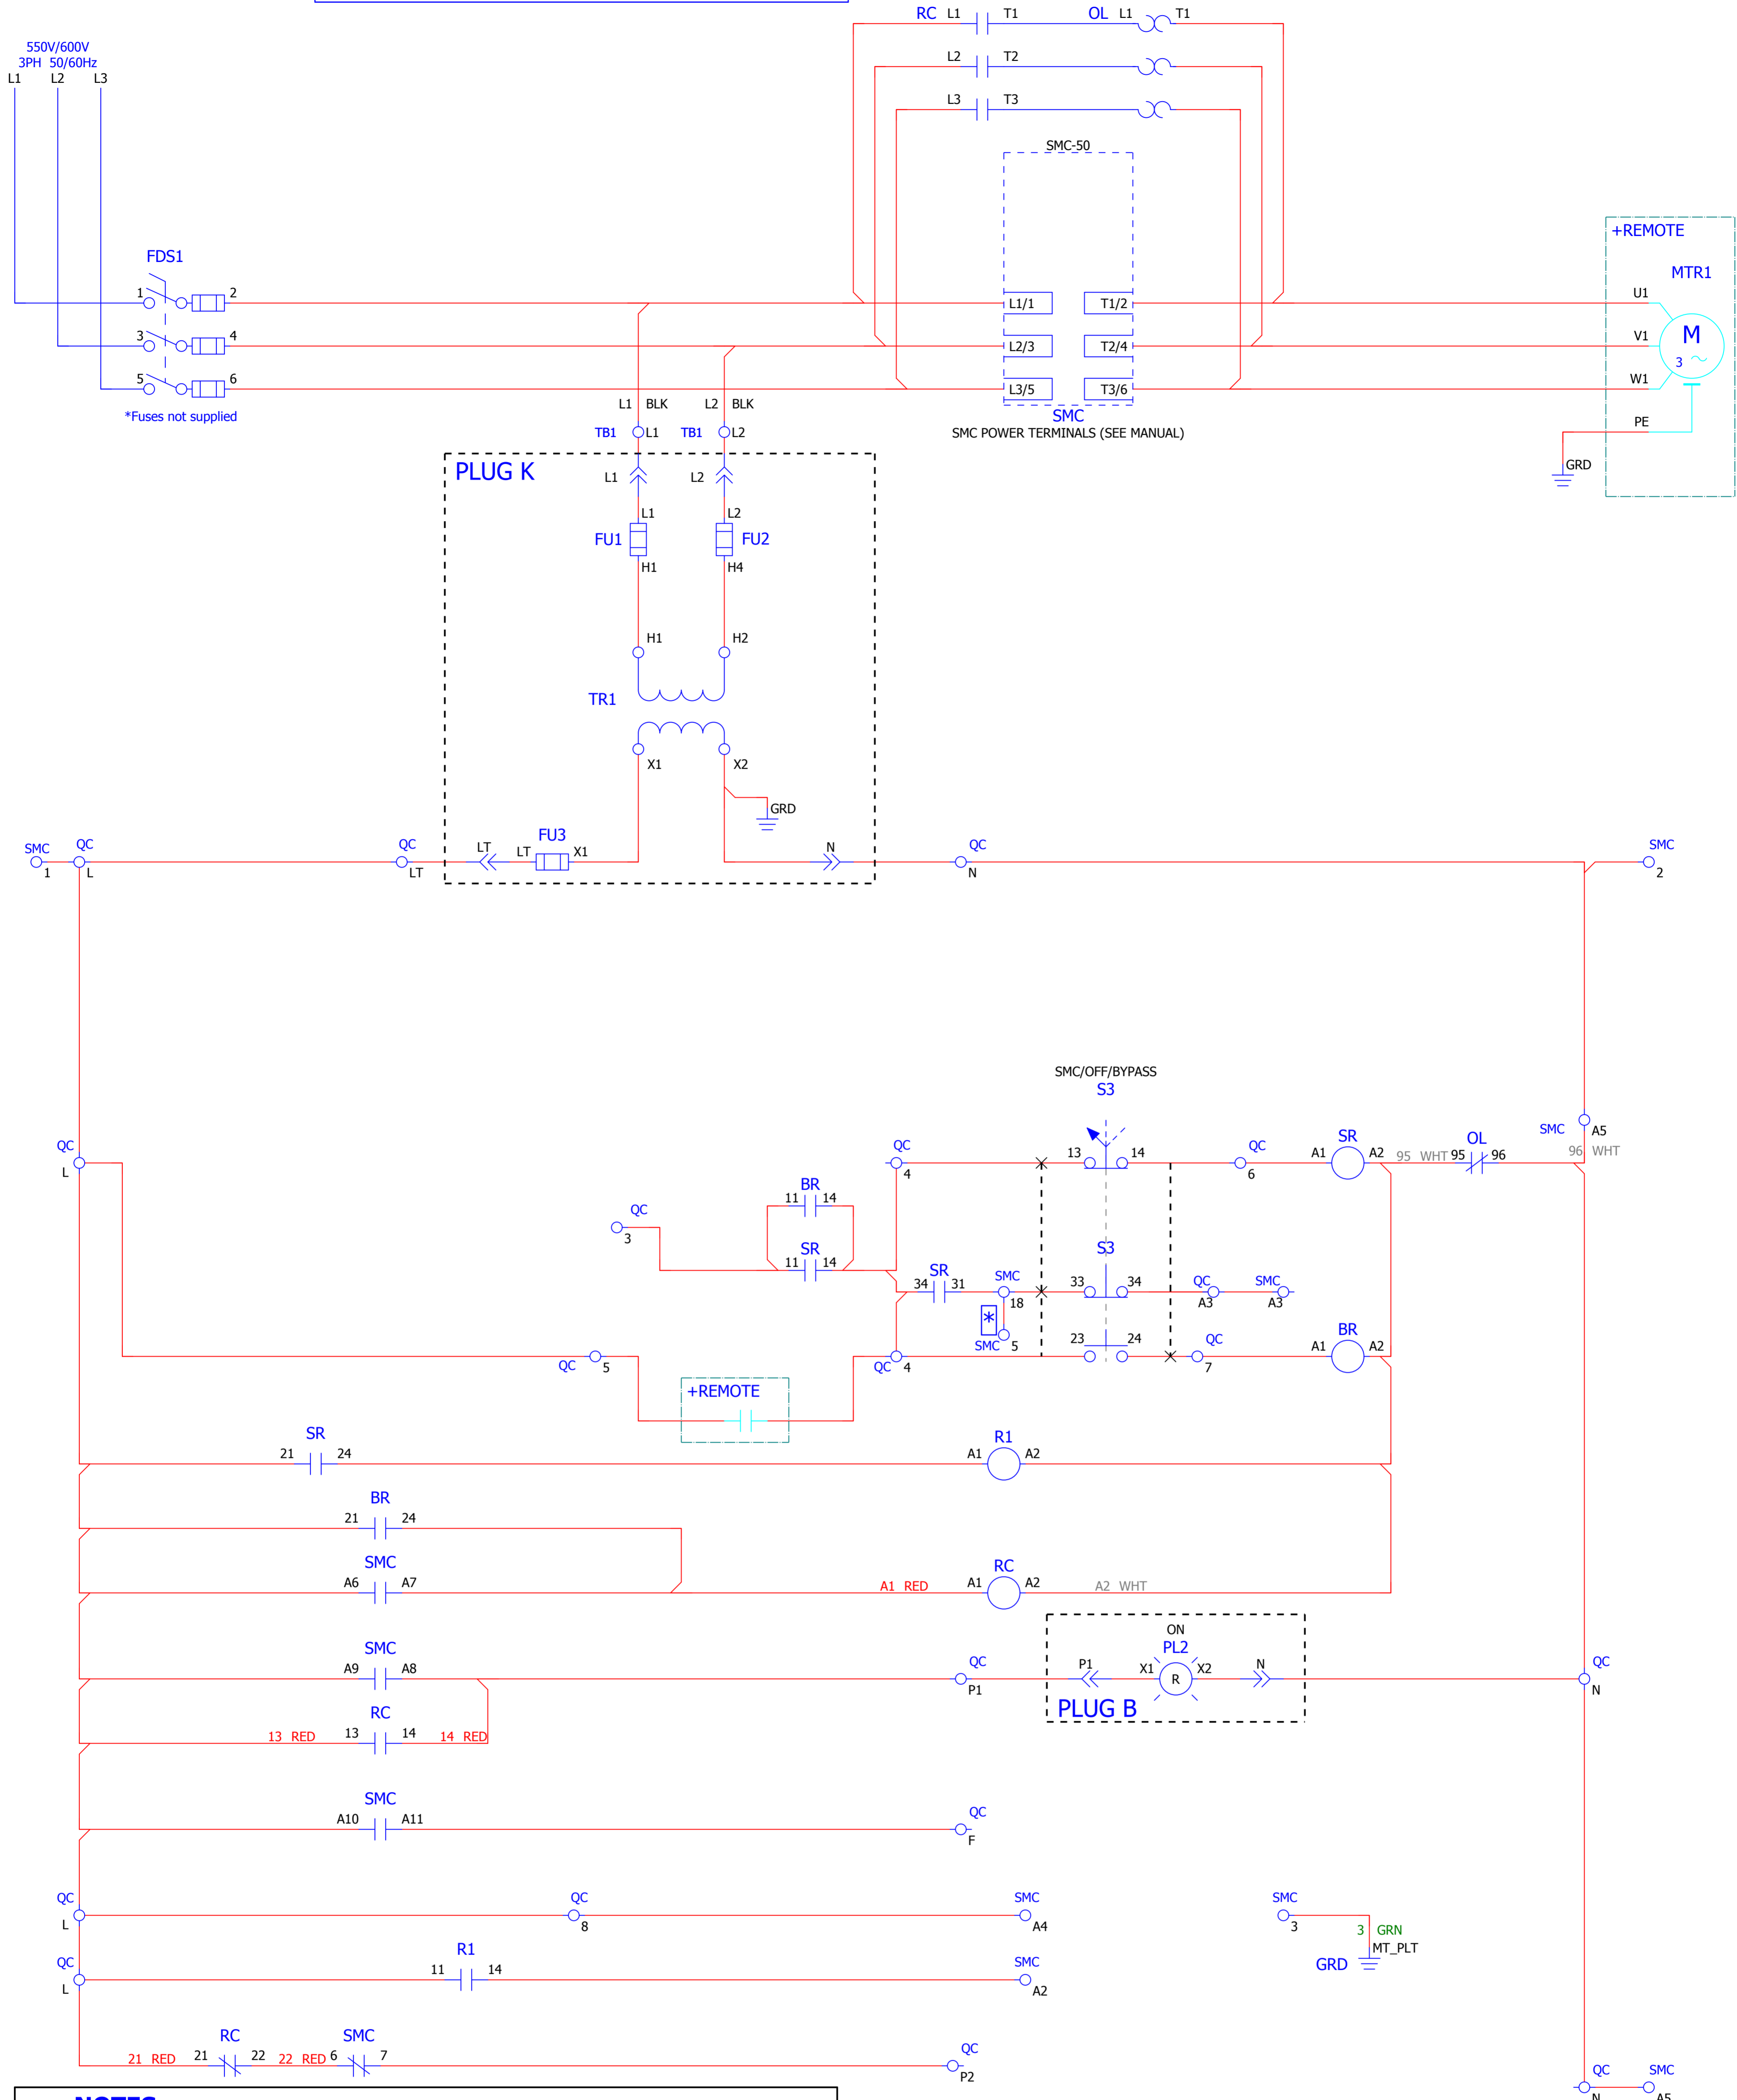 RC L1 T1 OL L1 T1
550V/600V
3PH 50/60Hz
L1 L2 L3
L2 T2
L3 T3
SMC-50
+REMOTE
FDS1
MTR1
1 2 L1/1 T1/2 U1
3 4 L2/3 T2/4 V1 M
3
5 6 L3/5 T3/6 W1
*Fuses not supplied
L1 BLK L2 BLK
SMC
SMC POWER TERMINALS (SEE MANUAL)
PE
TB1 L1 TB1 L2
GRD
PLUG K
L1 L2
L1 L2
FU1 FU2
H1 H4
H1 H2
TR1
X1 X2
GRD
SMC QC QC LT LT FU3 X1 N QC SMC
1 L LT N 2
SMC/OFF/BYPASS
S3
SMC A5
QC QC 13 14 QC SR OL
L 4 6 A1 A2 95 WHT 95 96 96 WHT
BR
11 14
QC
3
SR
11 14
S3
SR
34 31 SMC 33 34 QC SMC
18 A3 A3
*
SMC 5 23 24 QC BR
QC 5 QC 4 7 A1 A2
+REMOTE
SR R1
21 24 A1 A2
BR
21 24
SMC RC
A6 A7 A1 RED A1 A2 A2 WHT
ON
PL2
SMC QC P1 X1 R X2 N QC
A9 A8 P1 N
PLUG B
RC
13 RED 13 14 14 RED
SMC QC
A10 A11 F
QC QC SMC SMC
L 8 A4 3
3 GRN
MT_PLT
GRD
QC R1 SMC
L 11 14 A2
RC SMC QC
21 RED 21 22 22 RED 6 7 P2
QC SMC
N A5
NOTES